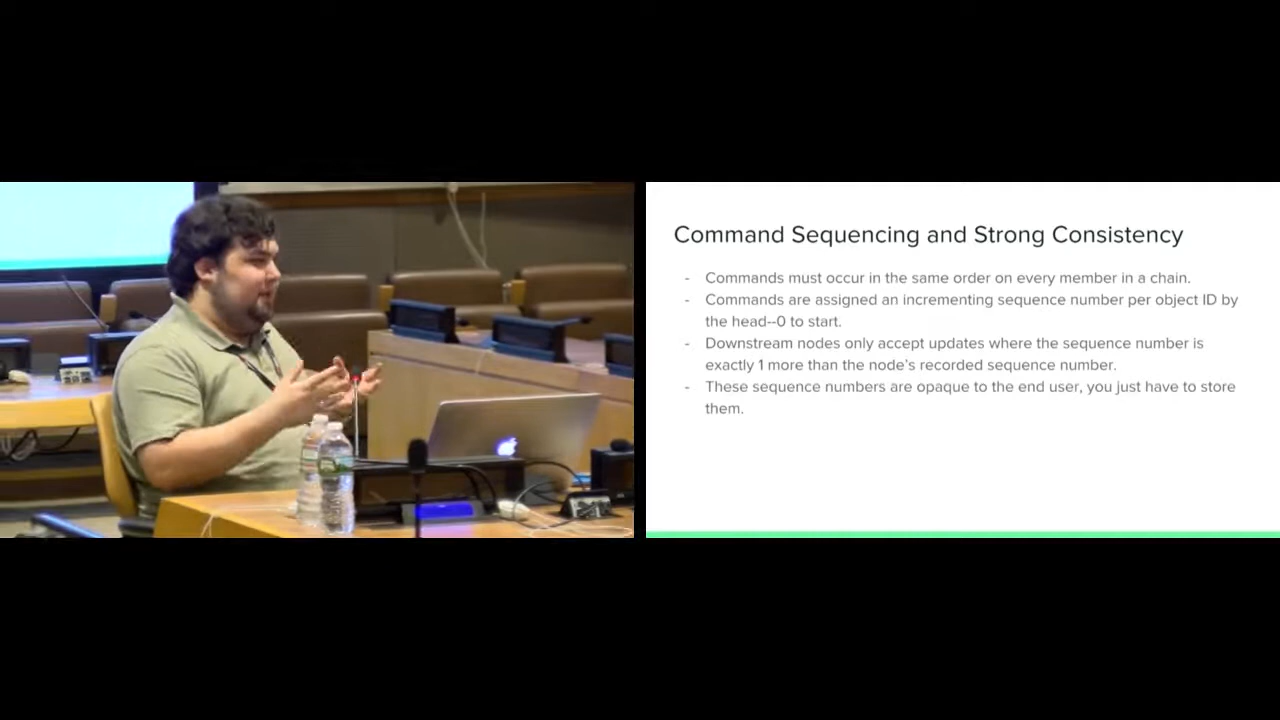 Command Sequencing and Strong Consistency
- Commands must occur in the same order on every member in a chain.
- Commands are assigned an incrementing sequence number per object ID by
the head--0 to start.
- Downstream nodes only accept updates where the sequence number is
exactly 1 more than the node's recorded sequence number.
- These sequence numbers are opaque to the end user, you just have to store
them.